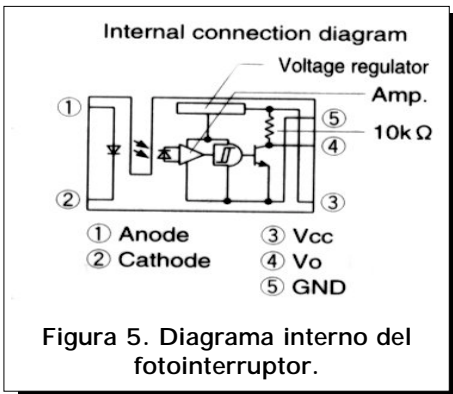 Internal connection diagram
Voltage regulator
Amp.
①
⑤
10k Ω
④
②
③
① Anode
③ Vcc
② Cathode
④ Vo
⑤ GND
Figura 5. Diagrama interno del
fotointerruptor.